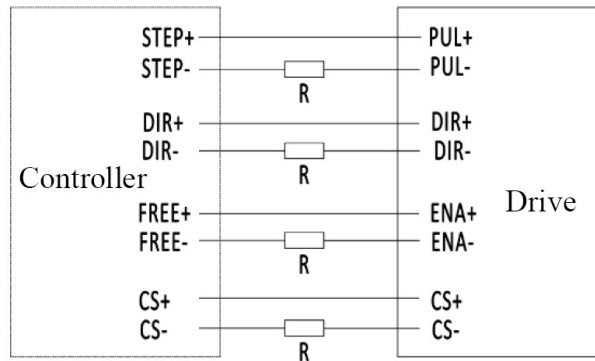 STEP+ PUL+
STEP- PUL-
R
DIR+ DIR+
DIR- DIR-
R
Controller
Drive
FREE+ ENA+
FREE- ENA-
R
CS+ CS+
CS- CS-
R